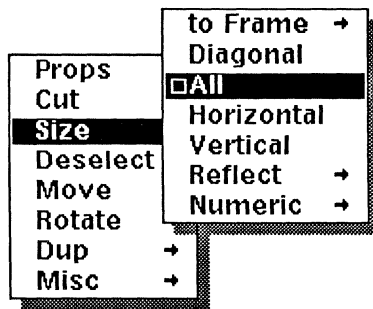 Props
Cut
Size
Deselect
Move
Rotate
Dup →
Misc →
to Frame →
Diagonal
All
Horizontal
Vertical
Reflect →
Numeric →